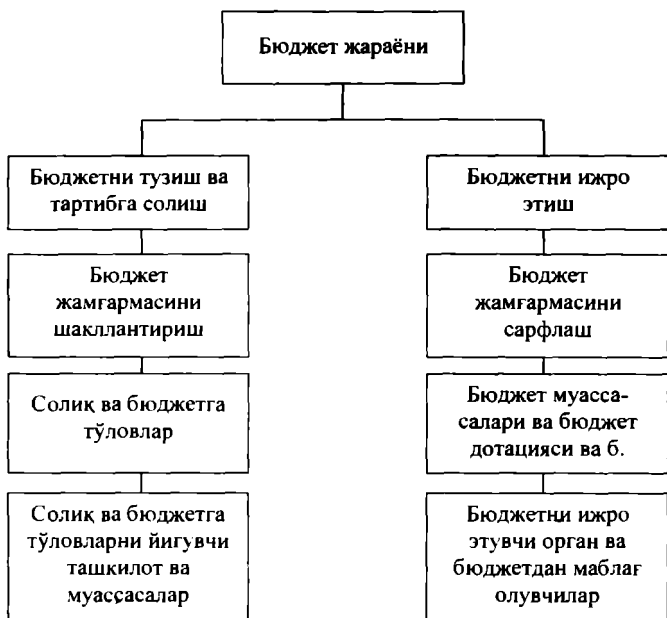 Бюджет жараёни
Бюджетни тузиш ва
тартибга солиш
Бюджет
жамғармасини
шакллантириш
Солиқ ва бюджетга
тўловлар
Солиқ ва бюджетга
тўловларни йигувчи
ташкилот ва
муассасалар
Бюджетни ижро
этиш
Бюджет
жамғармасини
сарфлаш
Бюджет муасса-
салари ва бюджет
дотацияси ва б.
Бюджетни ижро
этувчи орган ва
бюджетдан маблағ
олувчилар